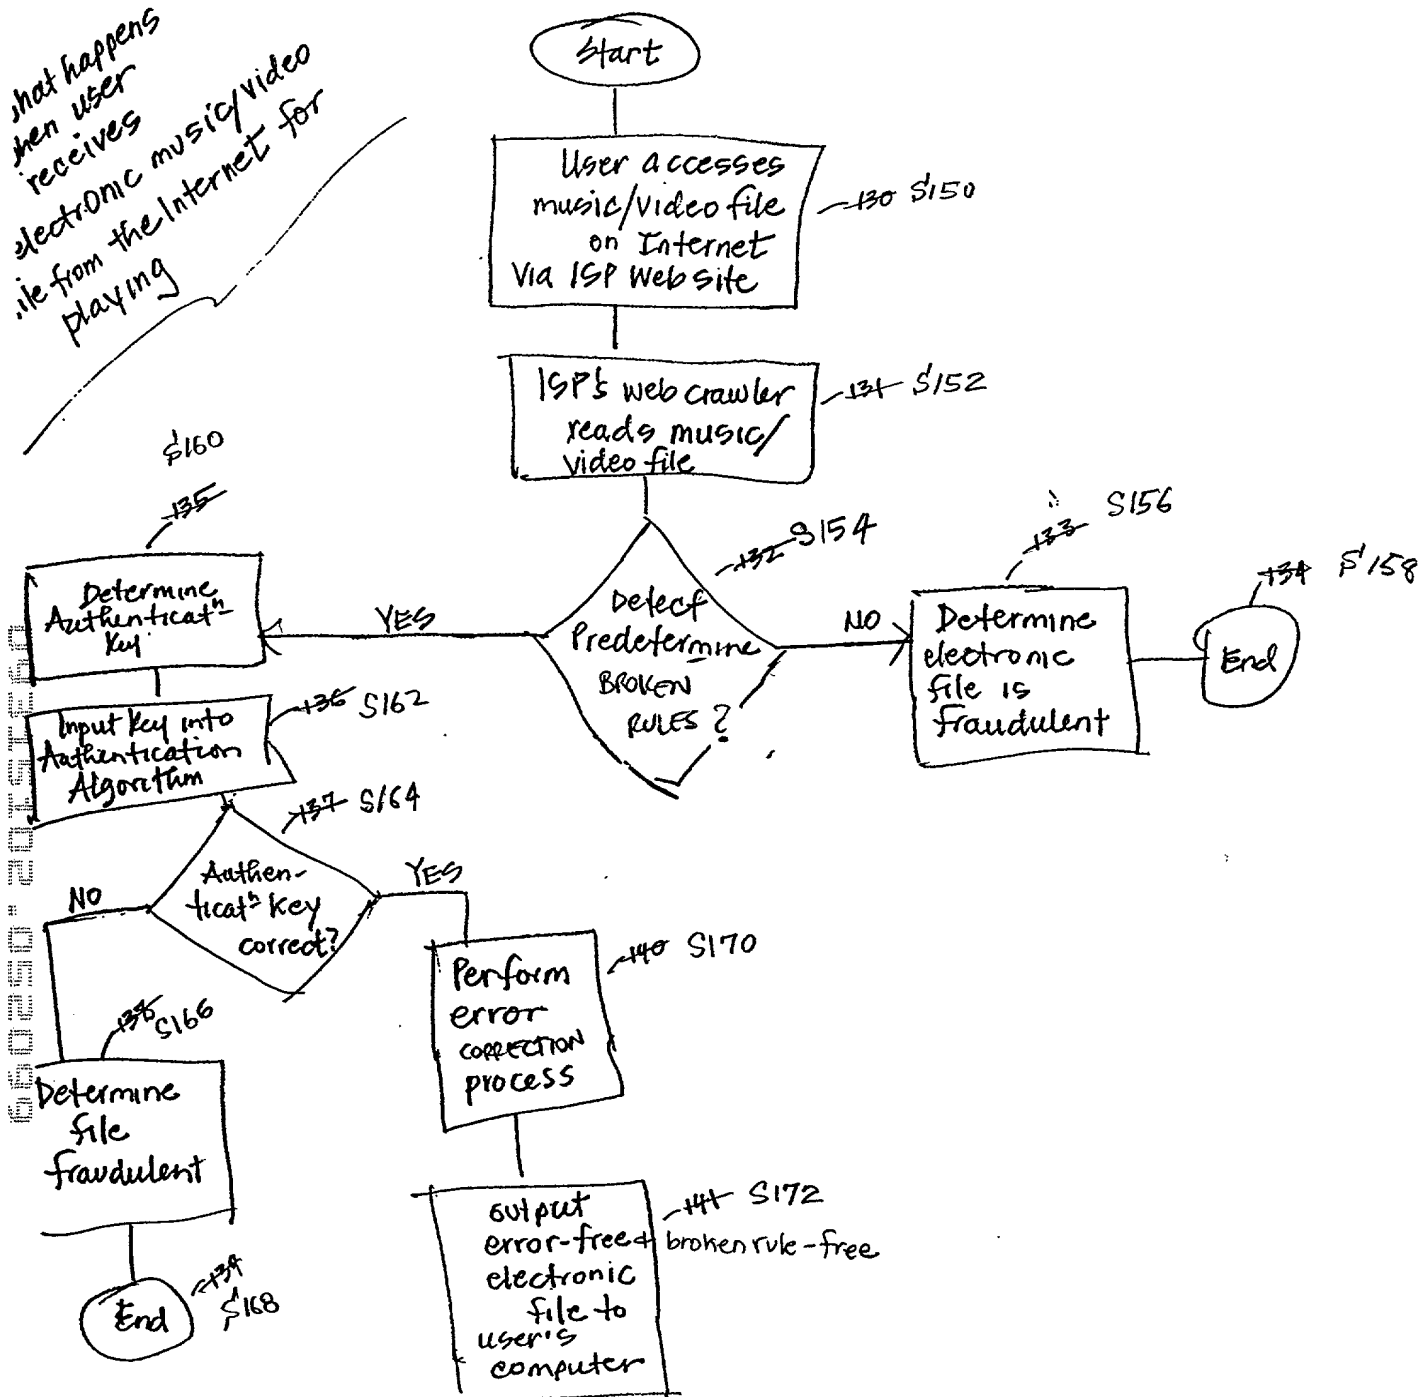 hat happens
hen user
receives
electronic music/video
ile from the Internet for
playing
Start
User accesses
music/video file
on Internet
Via ISP Web site
130 S150
ISP's web crawler
reads music/
video file
131 S152
Detect
Predetermine
BROKEN
RULES?
132 S154
YES
NO
Determine
electronic
file is
fraudulent
133 S156
End
134 S158
S160
135
Determine
Authenticatn
Key
Input Key into
Authentication
Algorithm
136 S162
Authen-
ticatn Key
correct?
137 S164
NO
YES
138 S166
Determine
file
fraudulent
End
139
S168
Perform
error
CORRECTION
process
140 S170
output
error-free + broken rule-free
electronic
file to
user's
computer
141 S172